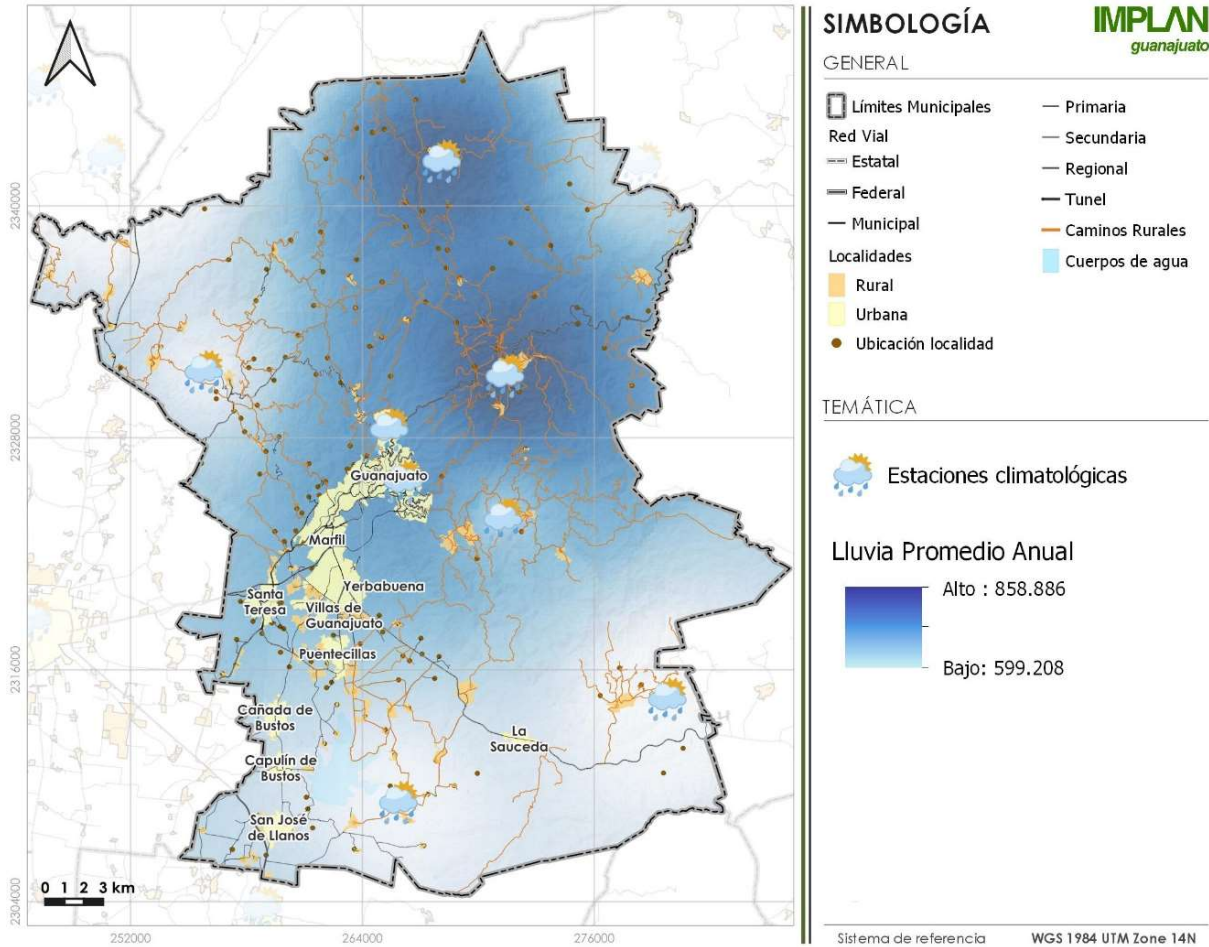 SIMBOLOGÍA
IMPLAN
guanajuato
GENERAL
Límites Municipales
Red Vial
Estatal
Federal
Municipal
Localidades
Rural
Urbana
Ubicación localidad
Primaria
Secundaria
Regional
Tunel
Caminos Rurales
Cuerpos de agua
TEMÁTICA
Estaciones climatológicas
Lluvia Promedio Anual
Alto : 858.886
Bajo: 599.208
Sistema de referencia
WGS 1984 UTM Zone 14N
2340000
2328000
2316000
2304000
252000
264000
276000
0 1 2 3 km
Guanajuato
Marfil
Yerbabuena
Santa
Teresa
Villas de
Guanajuato
Puentecillas
Cañada de
Bustos
La
Sauceda
Capulín de
Bustos
San José
de Llanos